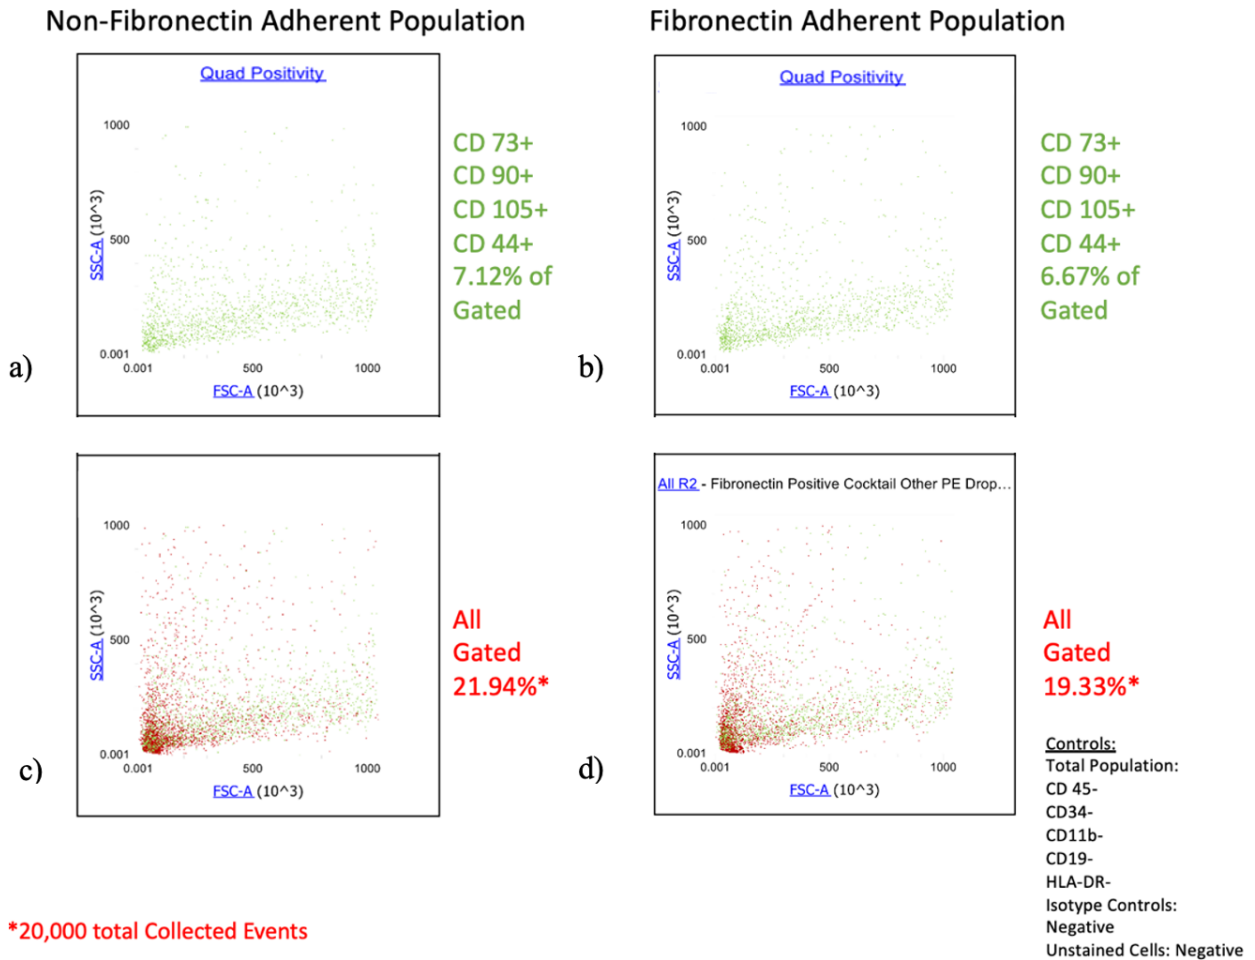 Non-Fibronectin Adherent Population
Fibronectin Adherent Population
Quad Positivity
1000
500
0.001
SSC-A (10^3)
0.001
500
1000
FSC-A (10^3)
CD 73+
CD 90+
CD 105+
CD 44+
7.12% of
Gated
a)
Quad Positivity
1000
500
0.001
SSC-A (10^3)
0.001
500
1000
FSC-A (10^3)
CD 73+
CD 90+
CD 105+
CD 44+
6.67% of
Gated
b)
1000
500
0.001
SSC-A (10^3)
0.001
500
1000
FSC-A (10^3)
All
Gated
21.94%*
c)
All R2 - Fibronectin Positive Cocktail Other PE Drop...
1000
500
0.001
SSC-A (10^3)
0.001
500
1000
FSC-A (10^3)
All
Gated
19.33%*
d)
Controls:
Total Population:
CD 45-
CD34-
CD11b-
CD19-
HLA-DR-
Isotype Controls:
Negative
Unstained Cells: Negative
*20,000 total Collected Events